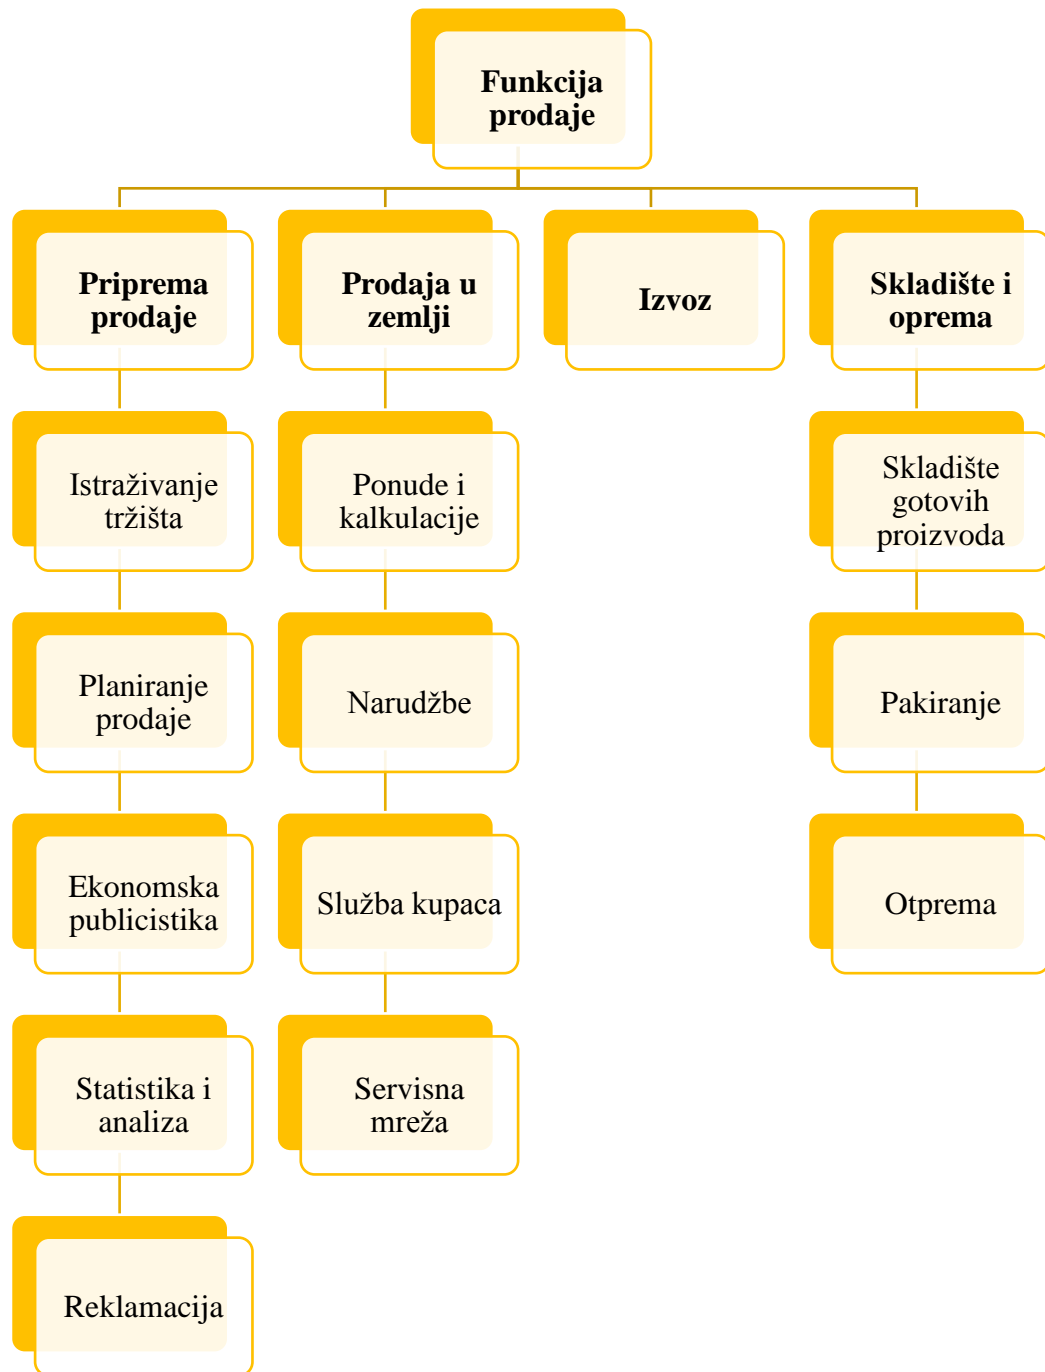 Funkcija
prodaje
Priprema
prodaje
Prodaja u
zemlji
Izvoz
Skladište i
oprema
Istraživanje
tržišta
Ponude i
kalkulacije
Skladište
gotovih
proizvoda
Planiranje
prodaje
Narudžbe
Pakiranje
Ekonomska
publicistika
Služba kupaca
Otprema
Statistika i
analiza
Servisna
mreža
Reklamacija